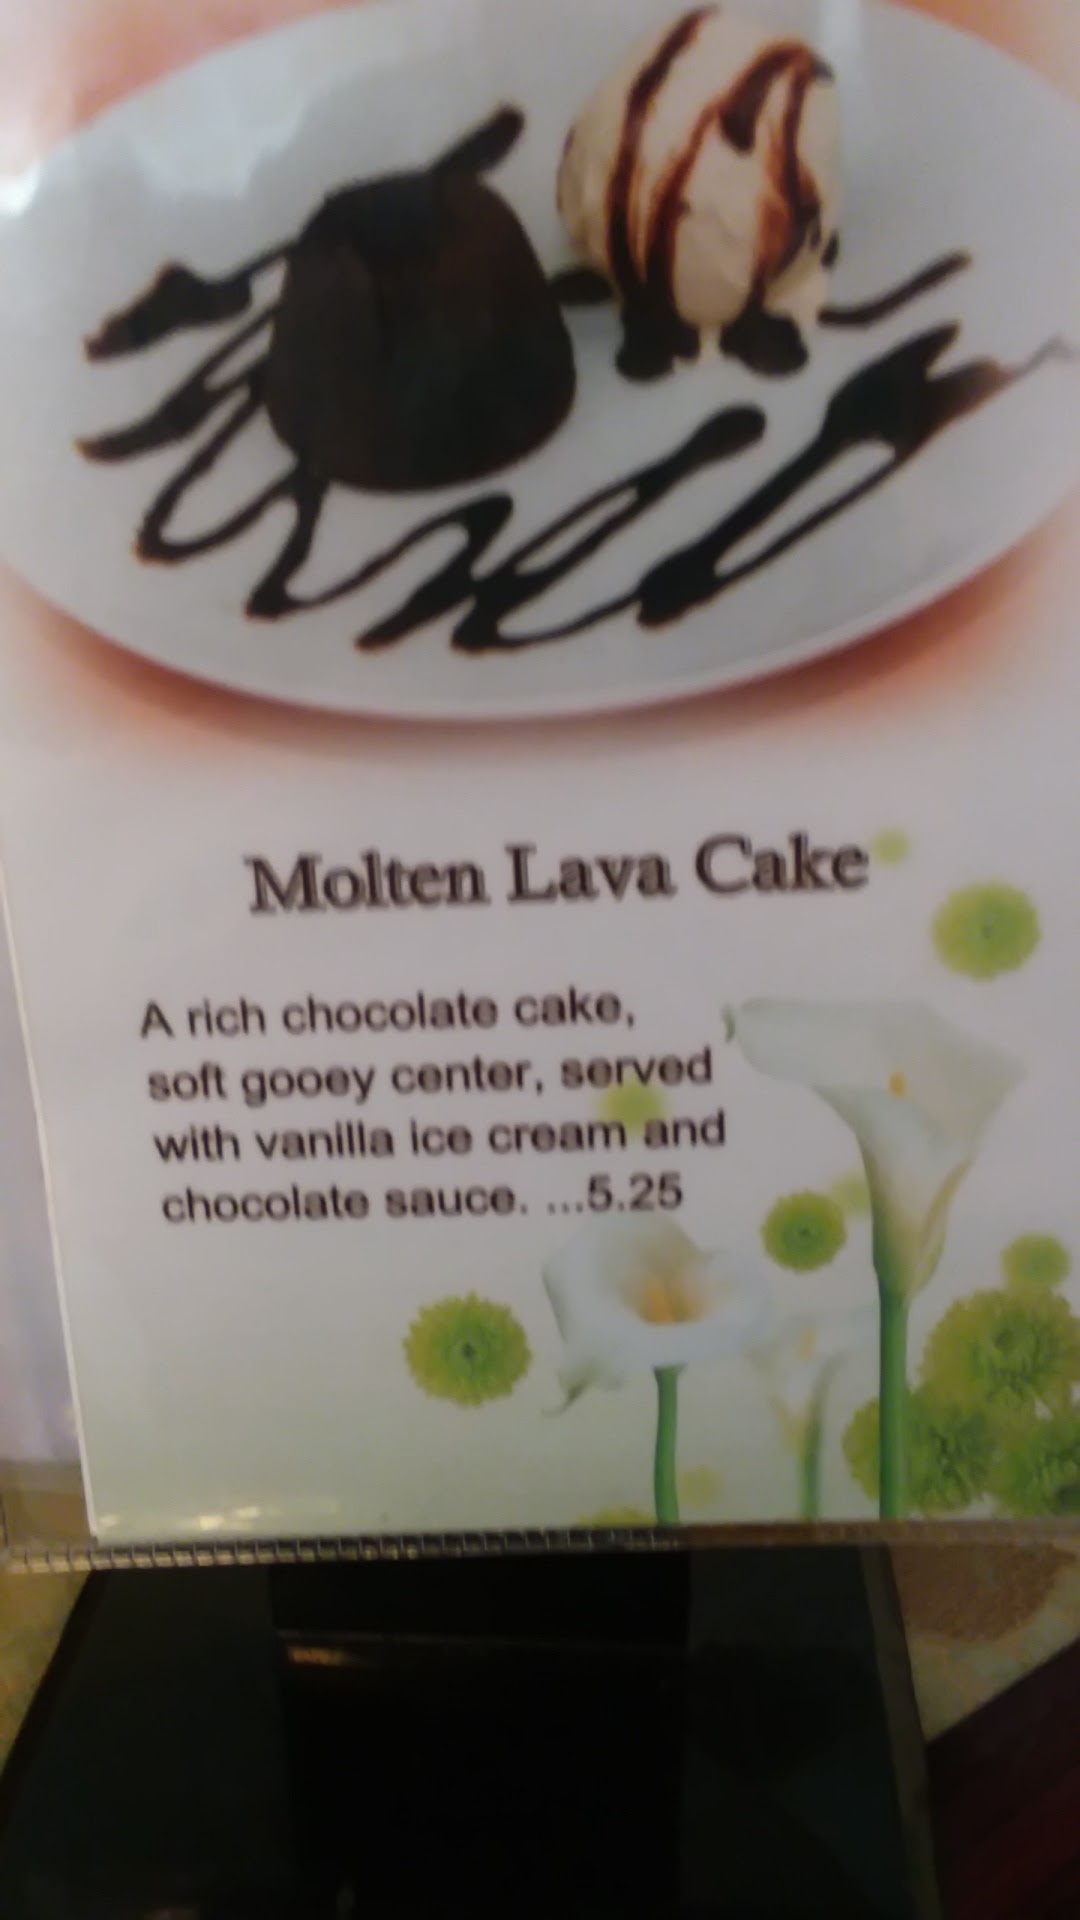 Molten Lava Cake
A rich chocolate cake,
soft gooey center, served
with vanilla ice cream and
chocolate sauce. ...5.25